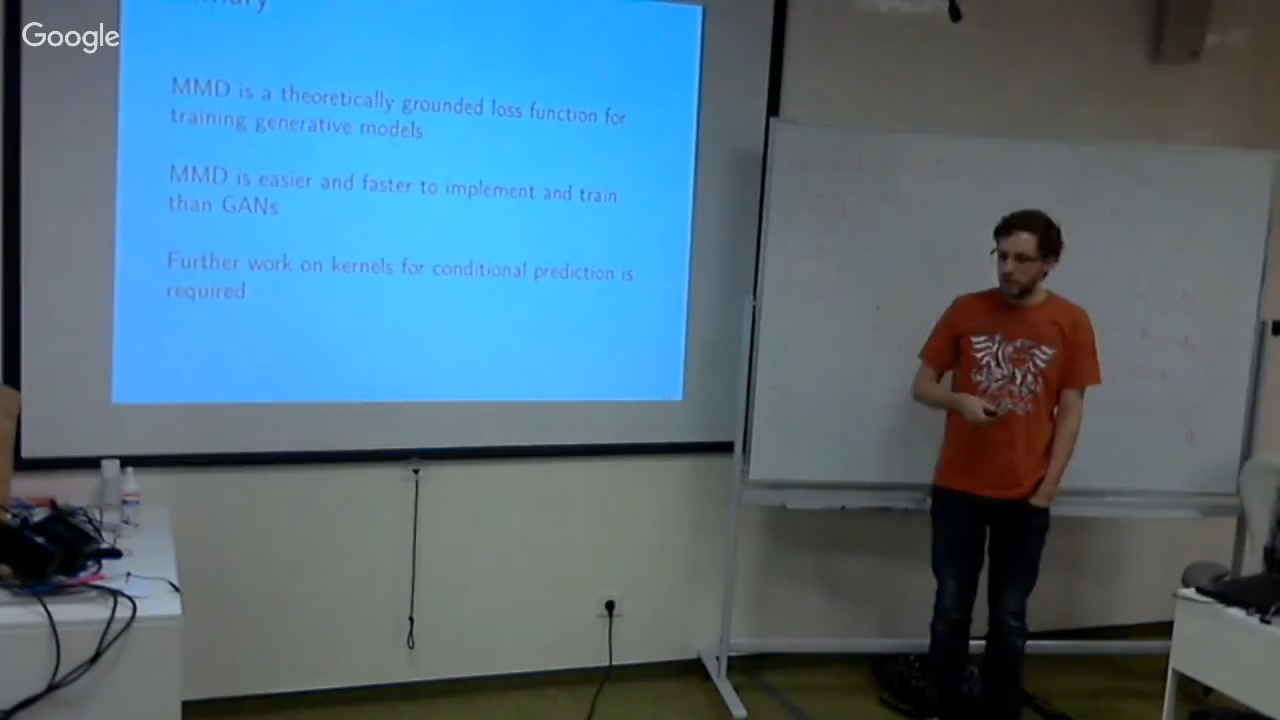 Google
MMD is a theoretically grounded loss function for
training generative models
MMD is easier and faster to implement and train
than GANs
Further work on kernels for conditional prediction is
required